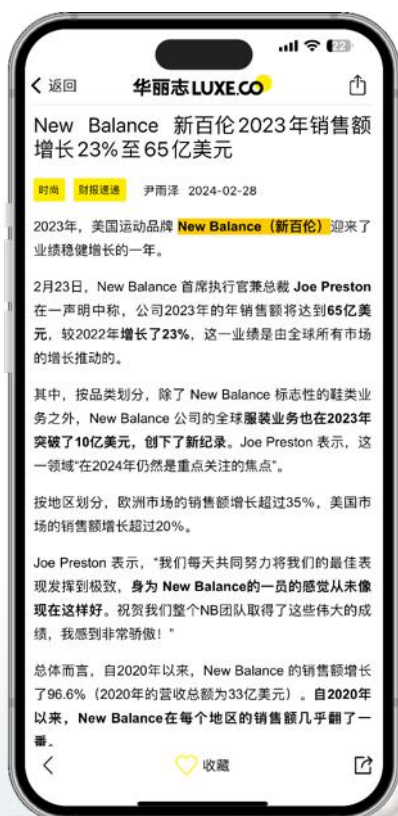 22
返回
华丽志 LUXE.CO
New Balance 新百伦2023年销售额
增长23%至65亿美元
时尚 财报速递 尹雨泽 2024-02-28
2023年，美国运动品牌 New Balance（新百伦）迎来了
业绩稳健增长的一年。
2月23日，New Balance 首席执行官兼总裁 Joe Preston
在一声明中称，公司2023年的年销售额将达到65亿美
元，较2022年增长了23%，这一业绩是由全球所有市场
的增长推动的。
其中，按品类划分，除了 New Balance 标志性的鞋类业
务之外，New Balance 公司的全球服装业务也在2023年
突破了10亿美元，创下了新纪录。Joe Preston 表示，这
一领域“在2024年仍然是重点关注的焦点”。
按地区划分，欧洲市场的销售额增长超过35%，美国市
场的销售额增长超过20%。
Joe Preston 表示，“我们每天共同努力将我们的最佳表
现发挥到极致，身为 New Balance的一员的感觉从未像
现在这样好。祝贺我们整个NB团队取得了这些伟大的成
绩，我感到非常骄傲！”
总体而言，自2020年以来，New Balance 的销售额增长
了96.6%（2020年的营收总额为33亿美元）。自2020年
以来，New Balance在每个地区的销售额几乎翻了一
番。
收藏